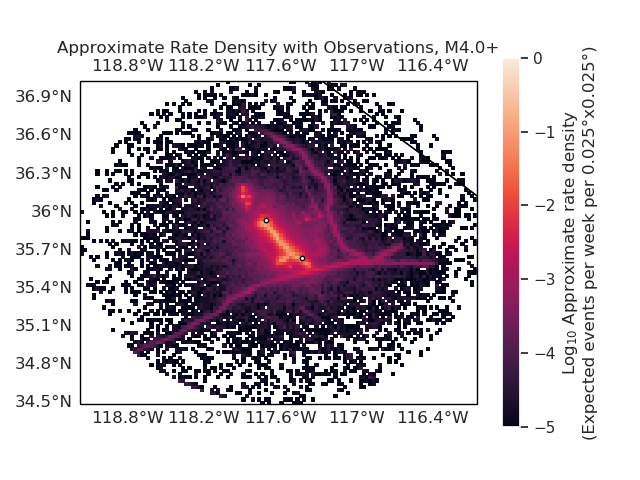 Approximate Rate Density with Observations, M4.0+
118.8°W 118.2°W 117.6°W 117°W 116.4°W
36.9°N
36.6°N
36.3°N
36°N
35.7°N
35.4°N
35.1°N
34.8°N
34.5°N
118.8°W 118.2°W 117.6°W 117°W 116.4°W
0
−1
−2
−3
−4
−5
Log₁₀ Approximate rate density
(Expected events per week per 0.025°x0.025°)